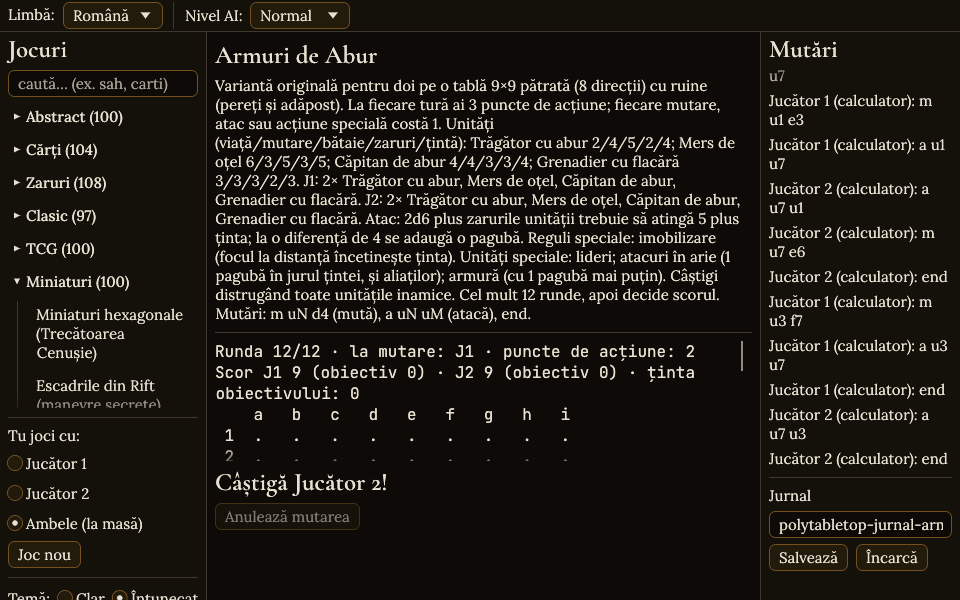 Limbă:
Română
Nivel AI:
Normal
Jocuri
caută... (ex. sah, carti)
Abstract (100)
Cărți (104)
Zaruri (108)
Clasic (97)
TCG (100)
Miniaturi (100)
Miniaturi hexagonale
(Trecătoarea
Cenușie)
Escadrile din Rift
(manevre secrete)
Tu joci cu:
Jucător 1
Jucător 2
Ambele (la masă)
Joc nou
Temă:
Clar
Întunecat
Armuri de Abur
Variantă originală pentru doi pe o tablă 9×9 pătrată (8 direcții) cu ruine
(pereți și adăpost). La fiecare tură ai 3 puncte de acțiune; fiecare mutare,
atac sau acțiune specială costă 1. Unități
(viață/mutare/bătaie/zaruri/țintă): Trăgător cu abur 2/4/5/2/4; Mers de
oțel 6/3/5/3/5; Căpitan de abur 4/4/3/3/4; Grenadier cu flacără
3/3/3/2/3. J1: 2× Trăgător cu abur, Mers de oțel, Căpitan de abur,
Grenadier cu flacără. J2: 2× Trăgător cu abur, Mers de oțel, Căpitan de abur,
Grenadier cu flacără. Atac: 2d6 plus zarurile unității trebuie să atingă 5 plus
ținta; la o diferență de 4 se adaugă o pagubă. Reguli speciale: imobilizare
(focul la distanță încetinește ținta). Unități speciale: lideri; atacuri în arie (1
pagubă în jurul țintei, și aliaților); armură (cu 1 pagubă mai puțin). Câștigi
distrugând toate unitățile inamice. Cel mult 12 runde, apoi decide scorul.
Mutări: m uN d4 (mută), a uN uM (atacă), end.
Runda 12/12 · la mutare: J1 · puncte de acțiune: 2
Scor J1 9 (obiectiv 0) · J2 9 (obiectiv 0) · ținta
obiectivului: 0
a b c d e f g h i
1 . . . . . . . . .
2 . . . . . . . . .
Câștigă Jucător 2!
Anulează mutarea
Mutări
u7
Jucător 1 (calculator): m
u1 e3
Jucător 1 (calculator): a u1
u7
Jucător 2 (calculator): a
u7 u1
Jucător 2 (calculator): m
u7 e6
Jucător 2 (calculator): end
Jucător 1 (calculator): m
u3 f7
Jucător 1 (calculator): a u3
u7
Jucător 1 (calculator): end
Jucător 2 (calculator): a
u7 u3
Jucător 2 (calculator): end
Jurnal
polytabletop-jurnal-arm
Salvează
Încarcă